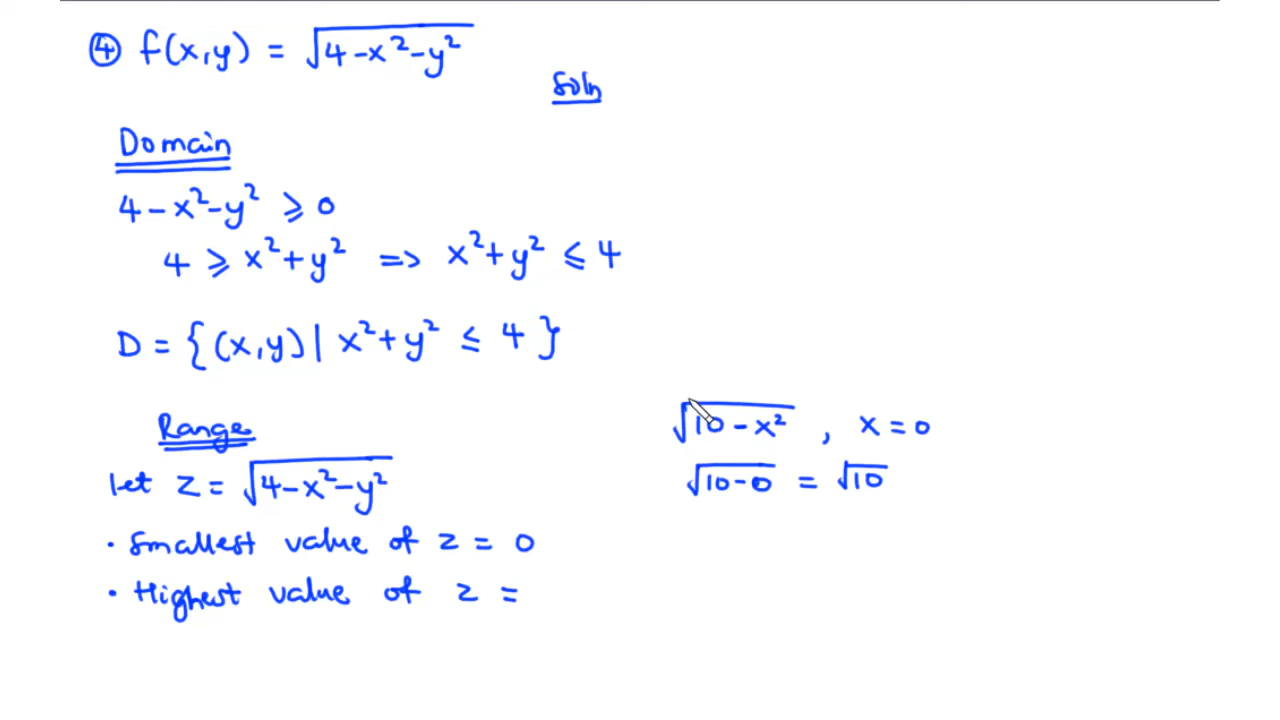 ④ f(x,y) = √(4-x²-y²)
Soln
Domain
4-x²-y² ⩾ 0
4 ⩾ x²+y² => x²+y² ≤ 4
D = {(x,y)| x²+y² ≤ 4}
Range
let z = √(4-x²-y²)
• Smallest value of z = 0
• Highest value of z =
√(10-x²) , x = 0
√(10-0) = √10